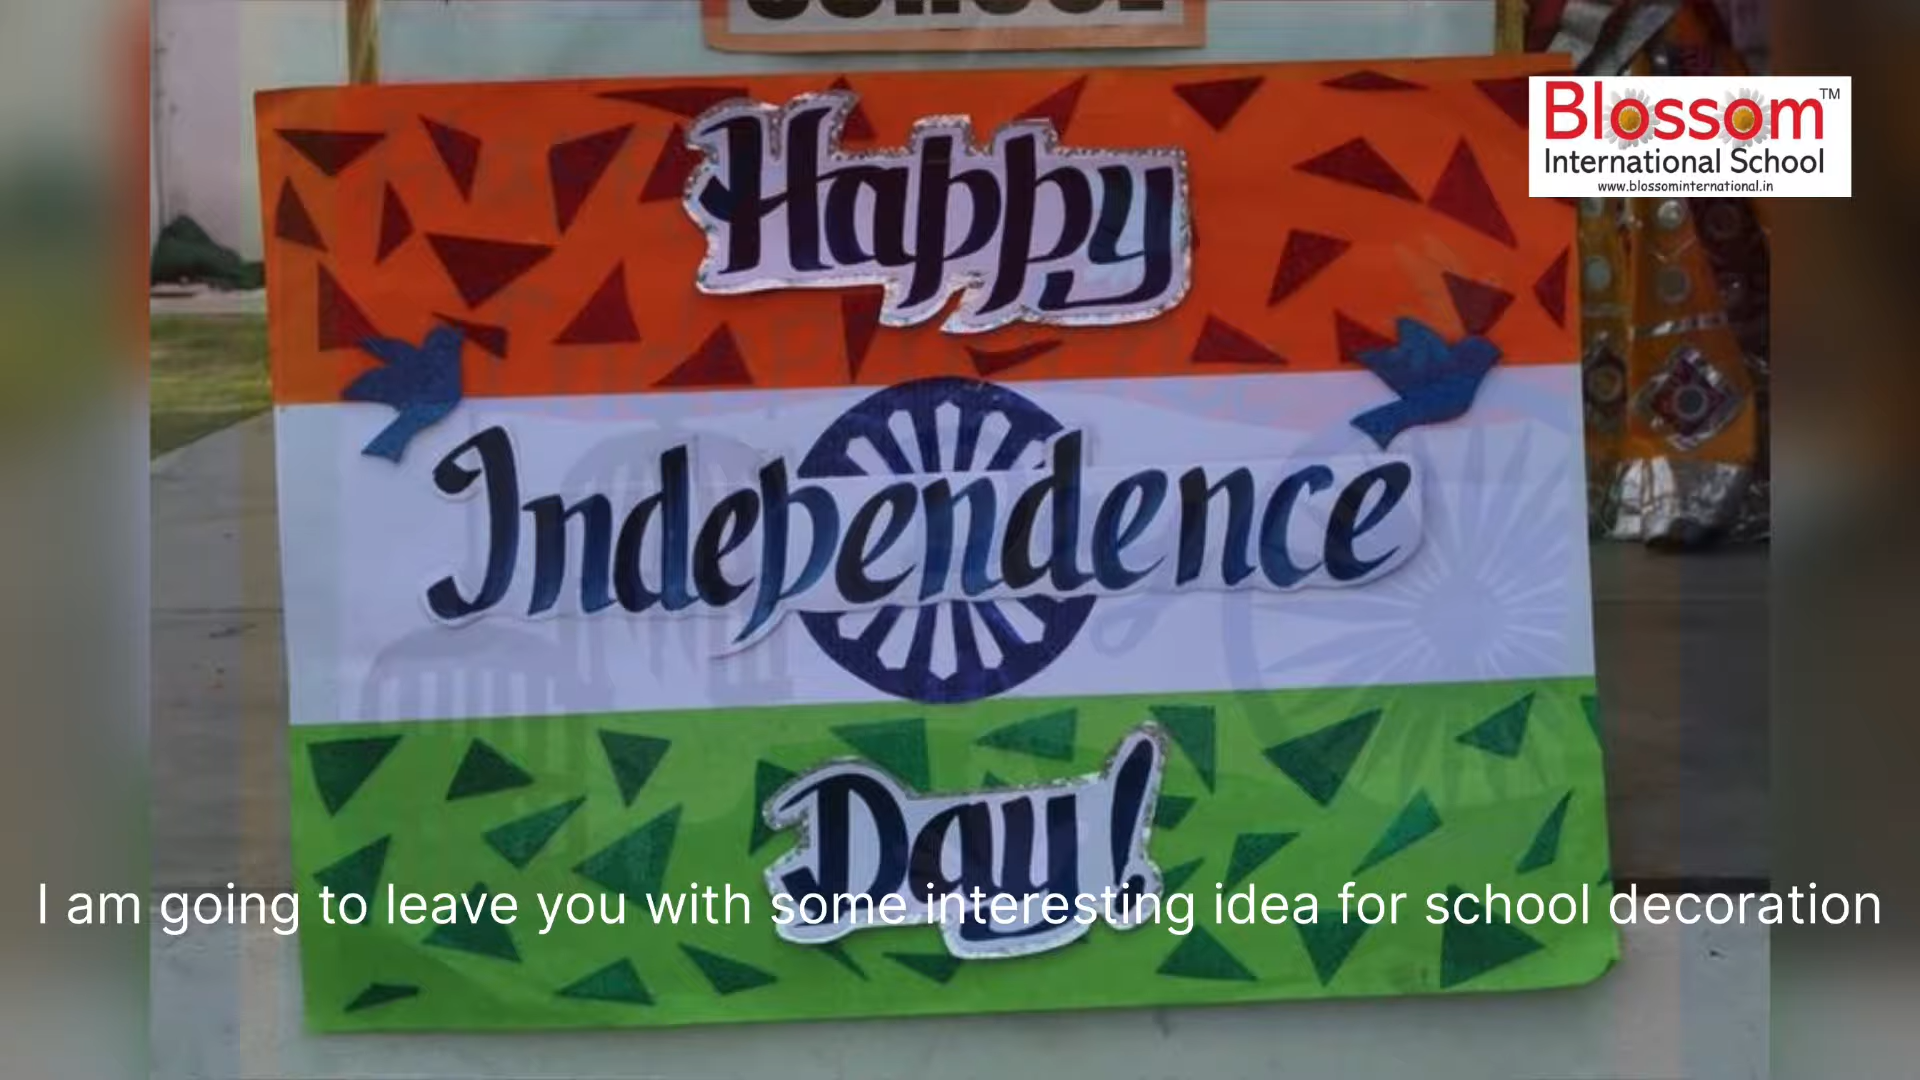 SCHOOL
Blossom™
International School
www.blossominternational.in
Happy
Independence
Day!
I am going to leave you with some interesting idea for school decoration